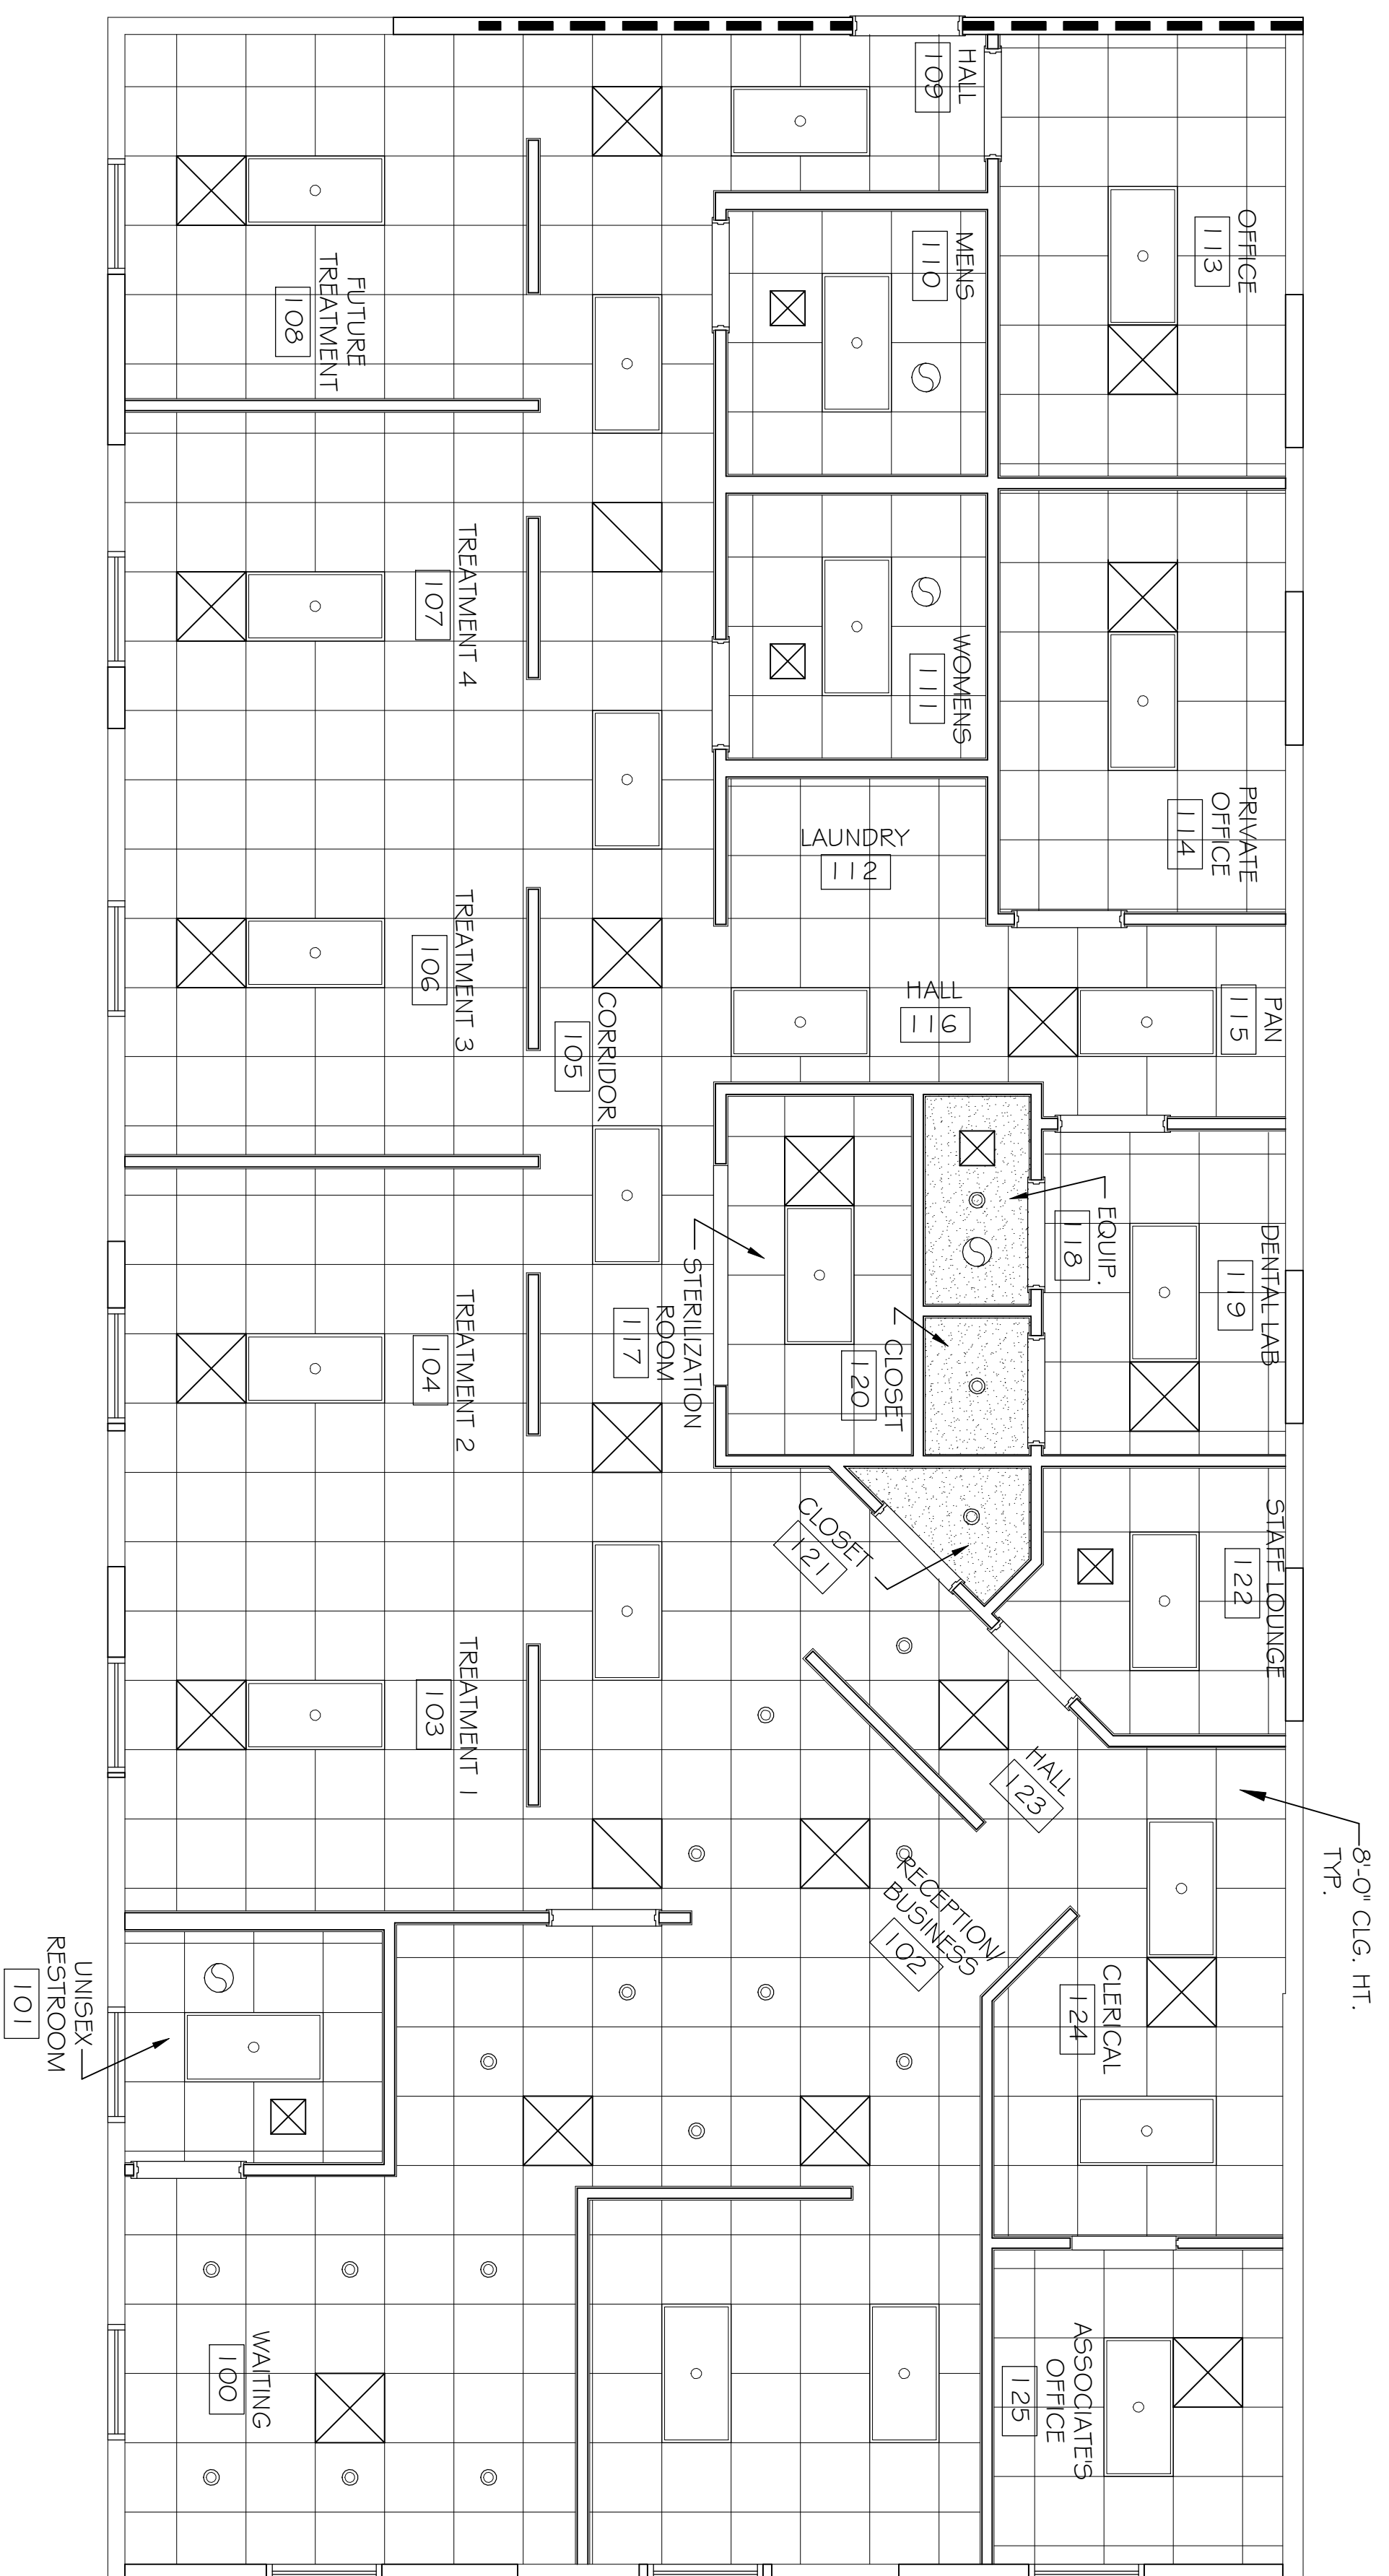 HALL
109
OFFICE
113
MENS
110
FUTURE
TREATMENT
108
TREATMENT 4
107
WOMENS
111
PRIVATE
OFFICE
114
LAUNDRY
112
TREATMENT 3
106
CORRIDOR
105
HALL
116
PAN
115
EQUIP.
118
DENTAL LAB
119
STERILIZATION
ROOM
117
CLOSET
120
TREATMENT 2
104
CLOSET
121
STAFF LOUNGE
122
TREATMENT 1
103
HALL
123
8'-0" CLG. HT.
TYP.
RECEPTION/
BUSINESS
102
CLERICAL
124
UNISEX
RESTROOM
101
WAITING
100
ASSOCIATE'S
OFFICE
125